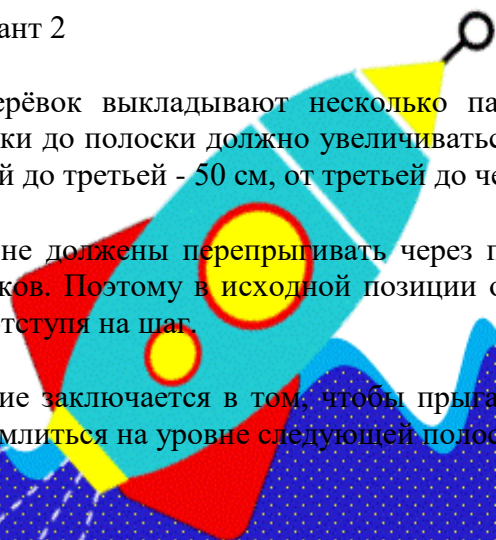 ант 2
ерёвок выкладывают несколько па
ки до полоски должно увеличиватьс
й до третьей - 50 см, от третьей до че
не должены перепрыгивать через п
ков. Поэтому в исходной позиции о
тступя на шаг.
ие заключается в том, чтобы прыга
млиться на уровне следующей полос